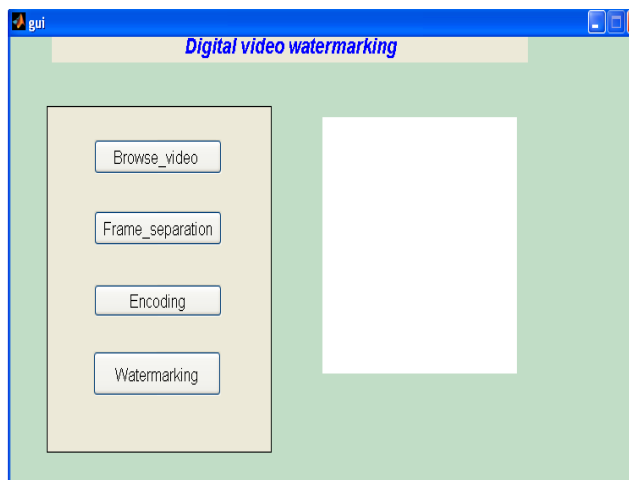 gui
Digital video watermarking
Browse_video
Frame_separation
Encoding
Watermarking